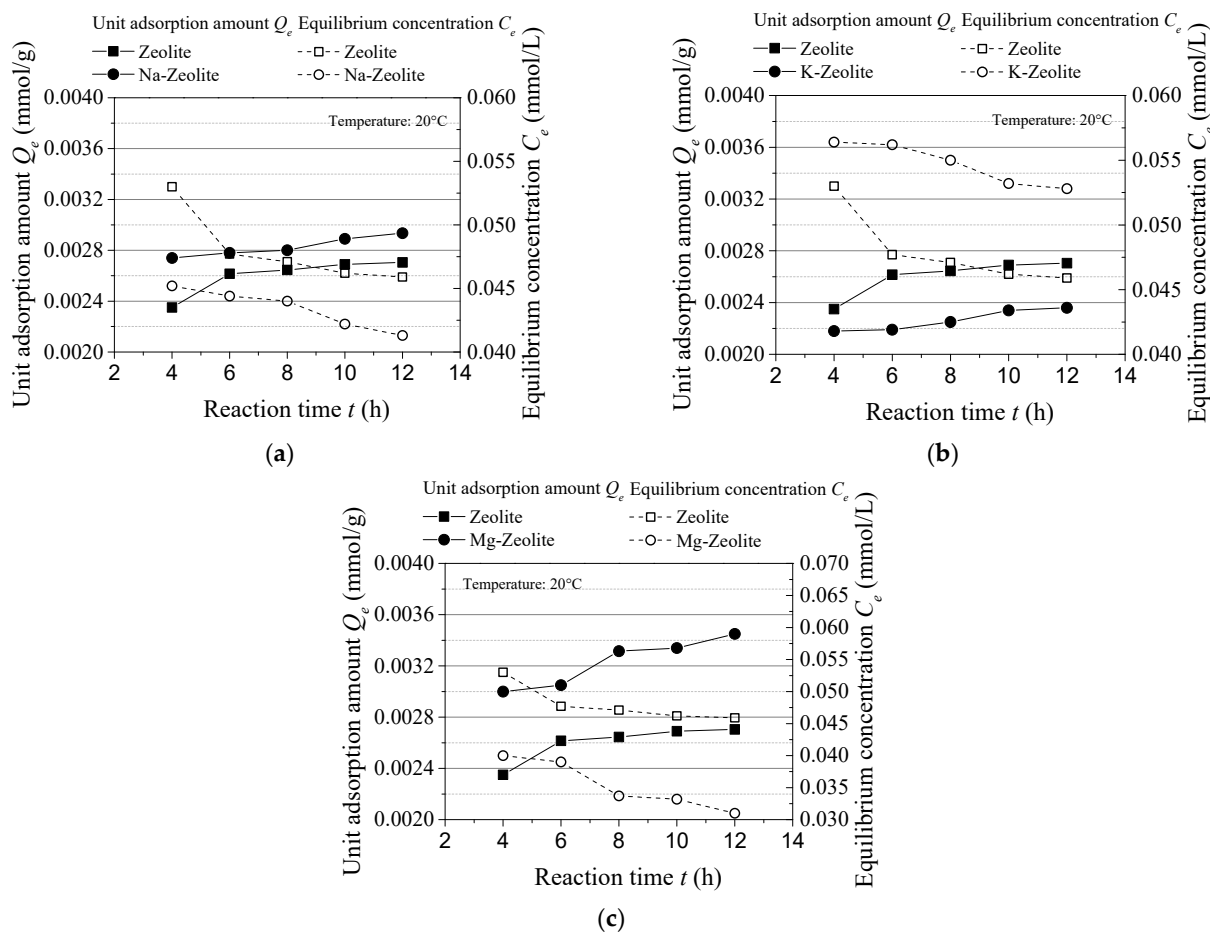 Unit adsorption amount Qe Equilibrium concentration Ce
Zeolite Zeolite
Na-Zeolite Na-Zeolite
Unit adsorption amount Qe (mmol/g)
0.0040
0.0036
0.0032
0.0028
0.0024
0.0020
Temperature: 20°C
0.060
0.055
0.050
0.045
0.040
Equilibrium concentration Ce (mmol/L)
2 4 6 8 10 12 14
Reaction time t (h)
(a)
Unit adsorption amount Qe Equilibrium concentration Ce
Zeolite Zeolite
K-Zeolite K-Zeolite
Unit adsorption amount Qe (mmol/g)
0.0040
0.0036
0.0032
0.0028
0.0024
0.0020
Temperature: 20°C
0.060
0.055
0.050
0.045
0.040
Equilibrium concentration Ce (mmol/L)
2 4 6 8 10 12 14
Reaction time t (h)
(b)
Unit adsorption amount Qe Equilibrium concentration Ce
Zeolite Zeolite
Mg-Zeolite Mg-Zeolite
Unit adsorption amount Qe (mmol/g)
0.0040
0.0036
0.0032
0.0028
0.0024
0.0020
Temperature: 20°C
0.070
0.065
0.060
0.055
0.050
0.045
0.040
0.035
0.030
Equilibrium concentration Ce (mmol/L)
2 4 6 8 10 12 14
Reaction time t (h)
(c)